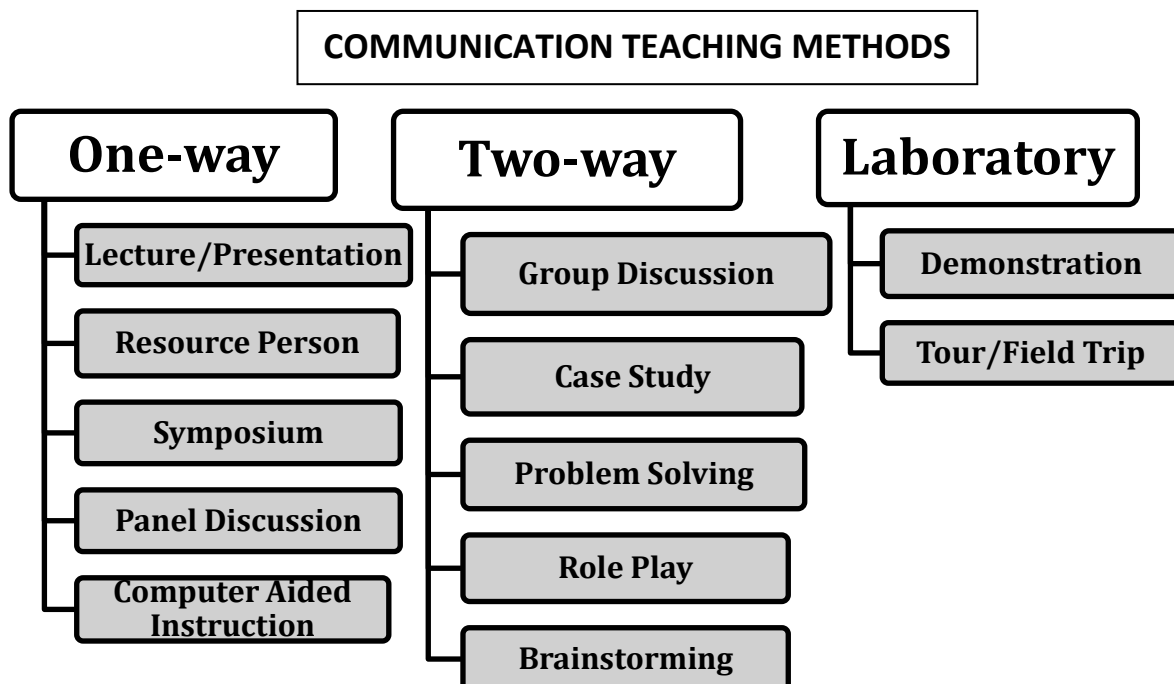 COMMUNICATION TEACHING METHODS
One-way
Lecture/Presentation
Resource Person
Symposium
Panel Discussion
Computer Aided
Instruction
Two-way
Group Discussion
Case Study
Problem Solving
Role Play
Brainstorming
Laboratory
Demonstration
Tour/Field Trip